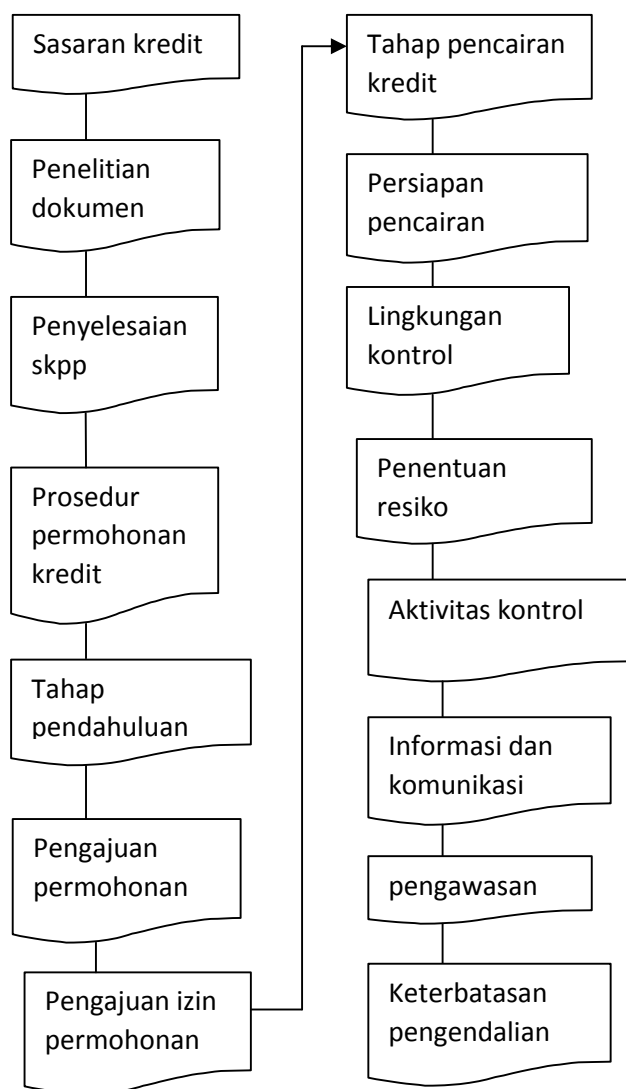 Sasaran kredit
Penelitian
dokumen
Penyelesaian
skpp
Prosedur
permohonan
kredit
Tahap
pendahuluan
Pengajuan
permohonan
Pengajuan izin
permohonan
Tahap pencairan
kredit
Persiapan
pencairan
Lingkungan
kontrol
Penentuan
resiko
Aktivitas kontrol
Informasi dan
komunikasi
pengawasan
Keterbatasan
pengendalian